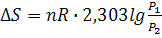 ΔS = nR · 2,303lg P₁/P₂